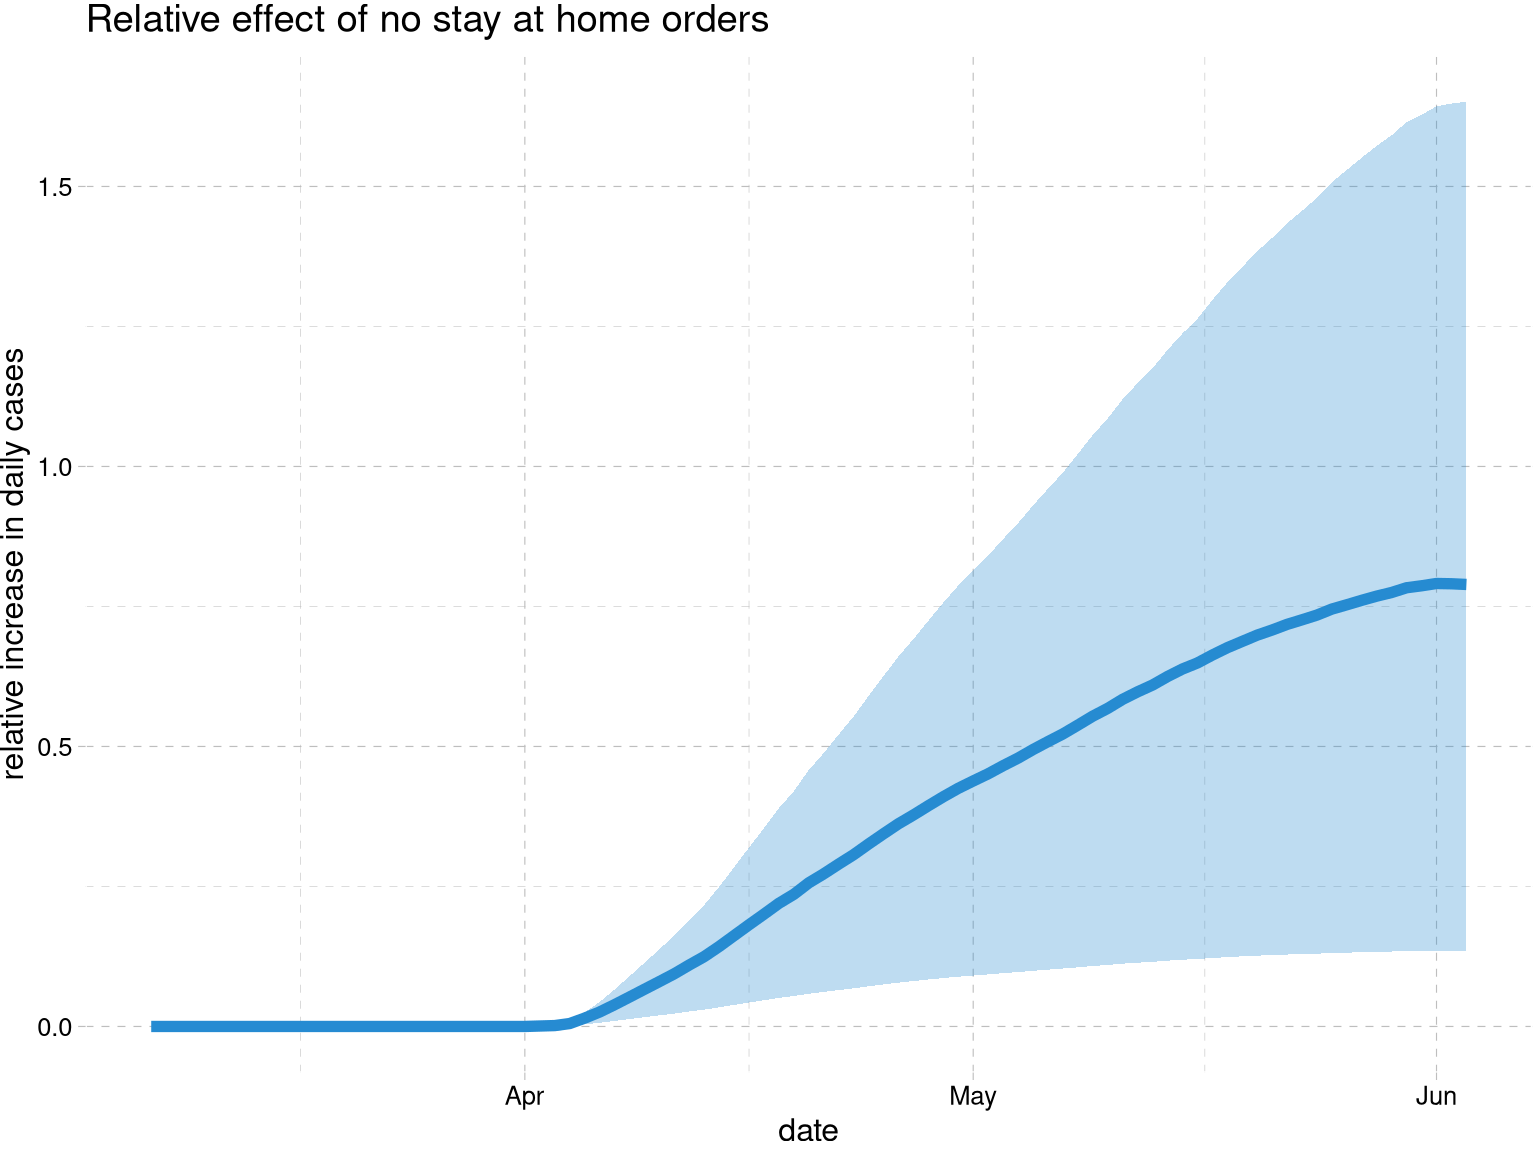 Relative effect of no stay at home orders
relative increase in daily cases
1.5
1.0
0.5
0.0
Apr
May
Jun
date